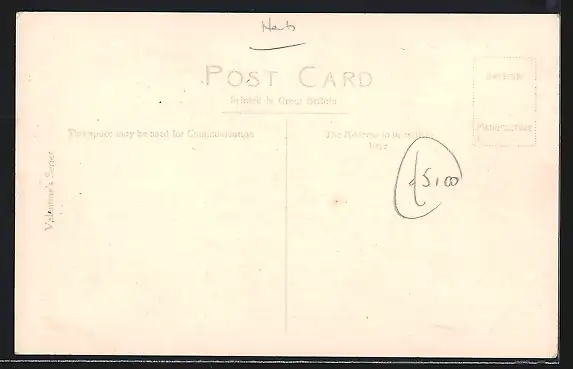 POST CARD
Printed in Great Britain
This space may be used for Communication
The Address to be written
here
British
Manufacture
Valentine's Series
£5,00